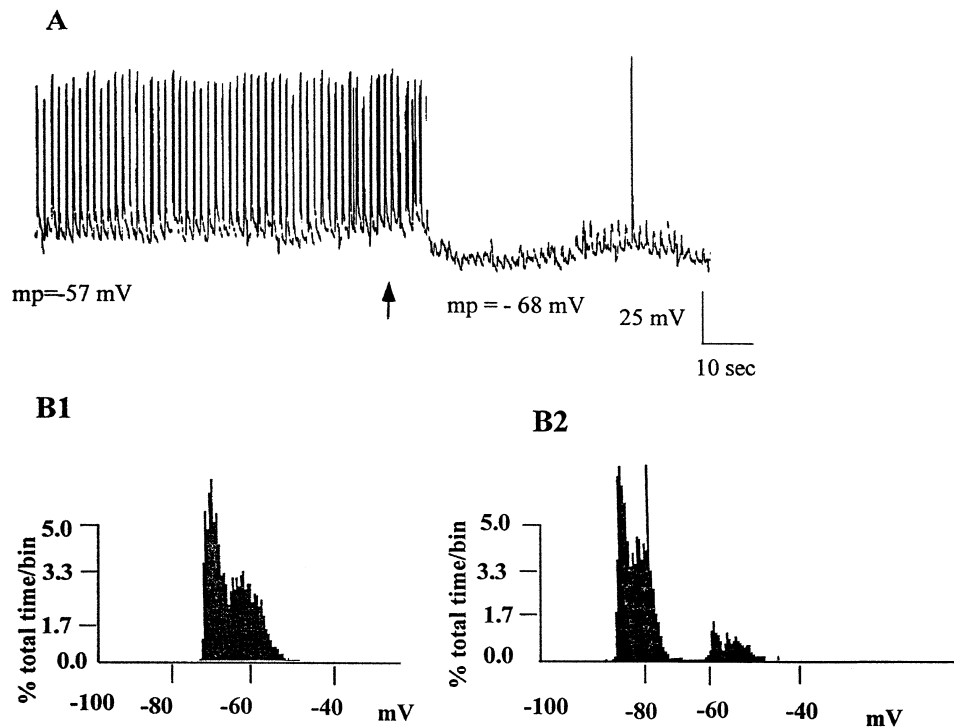 A
mp=-57 mV
mp = - 68 mV
25 mV
10 sec
B1
% total time/bin
5.0
3.3
1.7
0.0
-100 -80 -60 -40 mV
B2
% total time/bin
5.0
3.3
1.7
0.0
-100 -80 -60 -40 mV